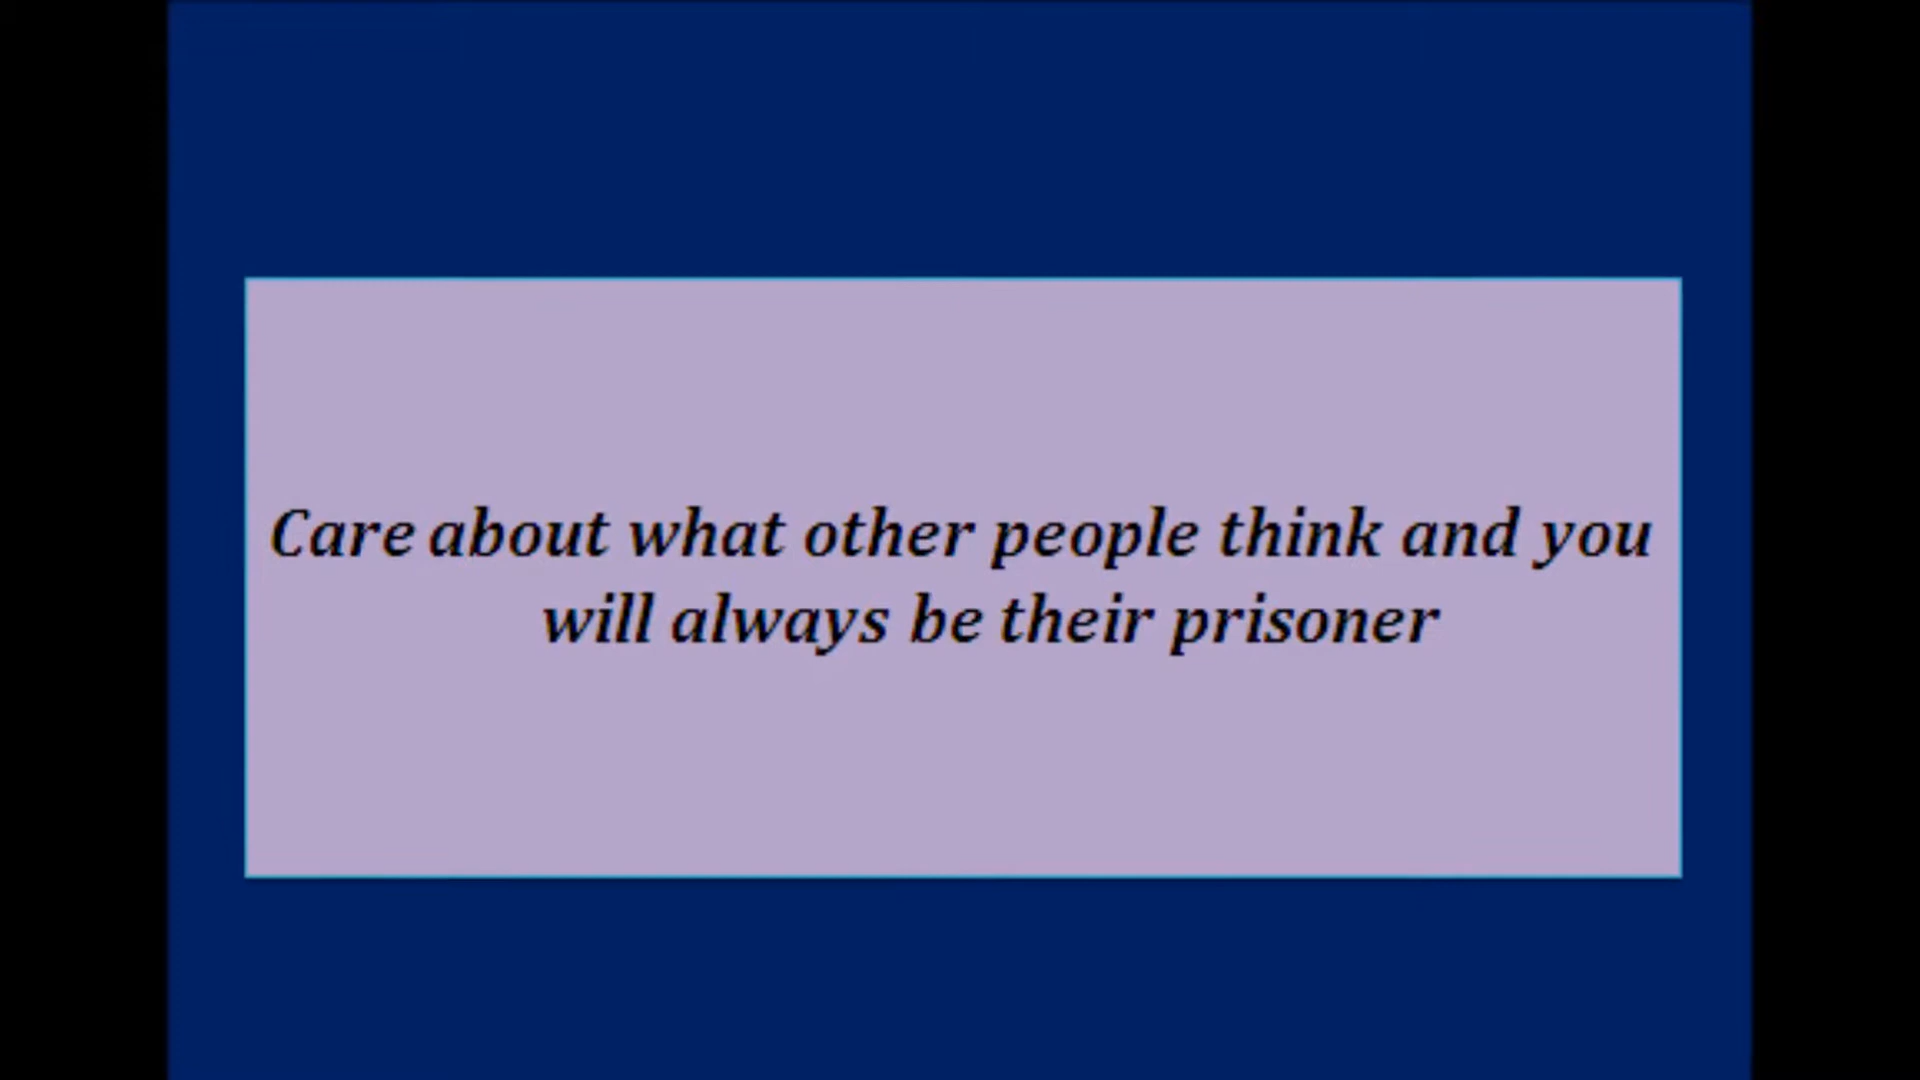 Care about what other people think and you
will always be their prisoner